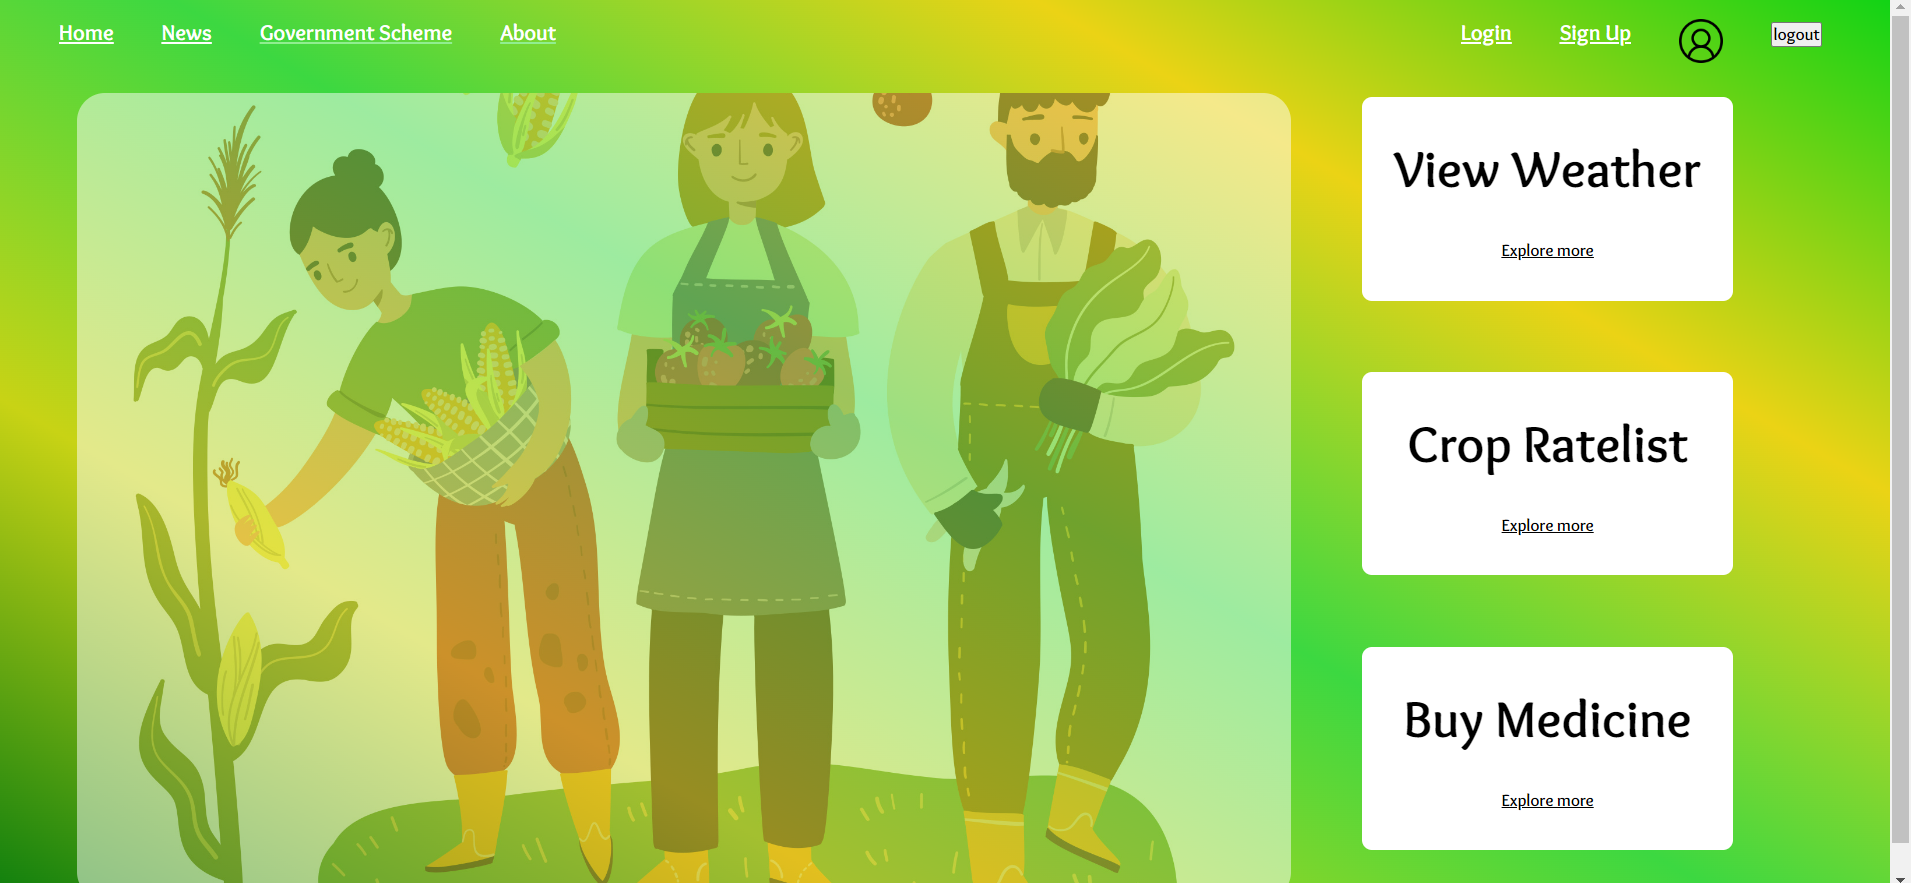 Home News Government Scheme About Login Sign Up logout
View Weather
Explore more
Crop Ratelist
Explore more
Buy Medicine
Explore more